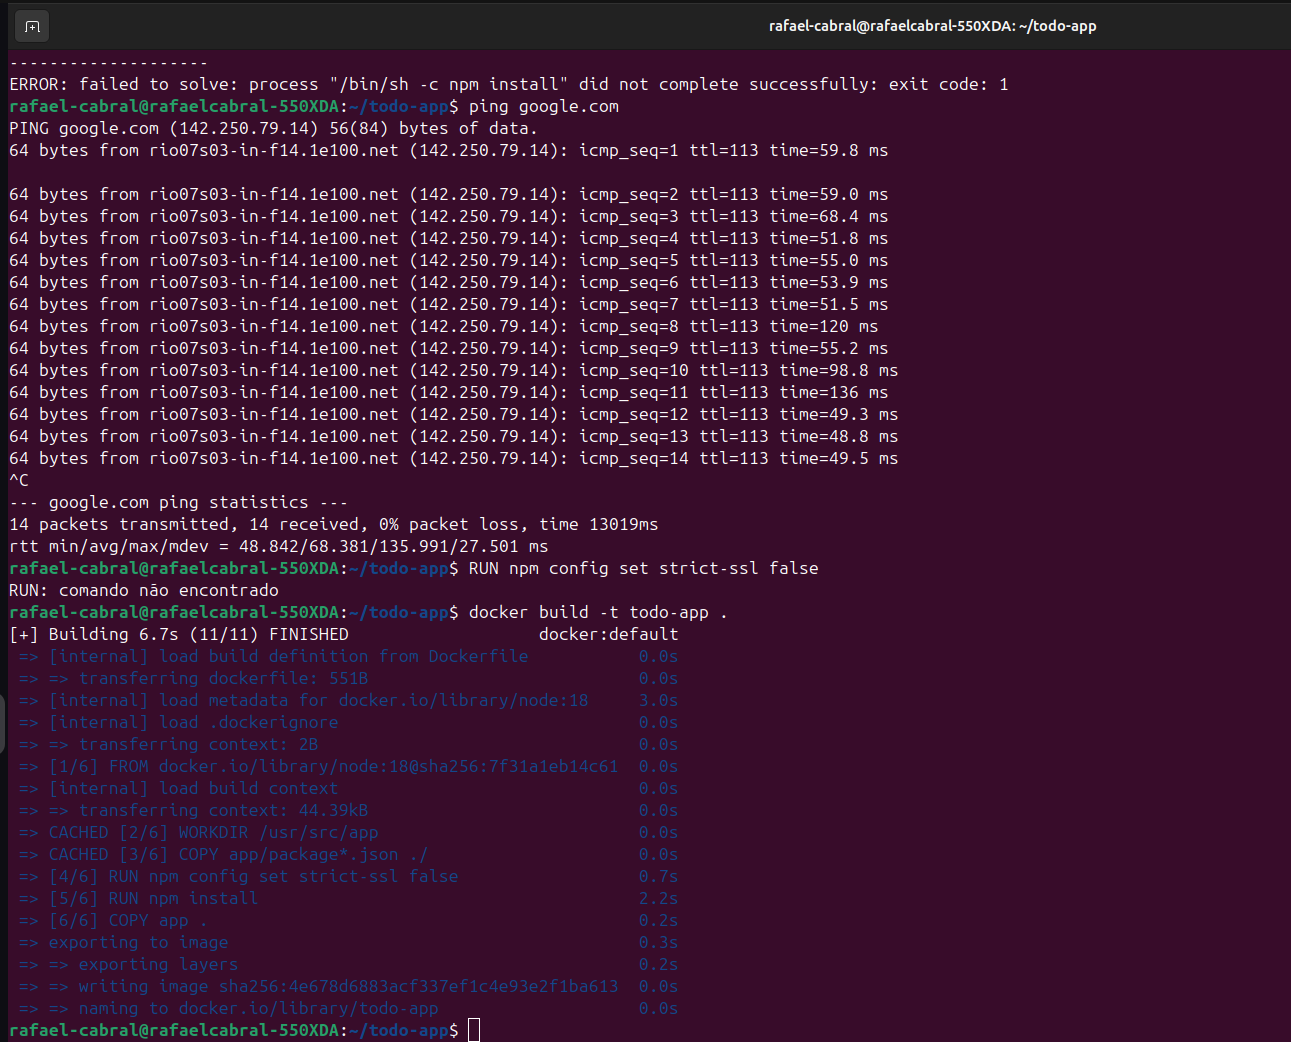 rafael-cabral@rafaelcabral-550XDA: ~/todo-app
--------------------
ERROR: failed to solve: process "/bin/sh -c npm install" did not complete successfully: exit code: 1
rafael-cabral@rafaelcabral-550XDA:~/todo-app$ ping google.com
PING google.com (142.250.79.14) 56(84) bytes of data.
64 bytes from rio07s03-in-f14.1e100.net (142.250.79.14): icmp_seq=1 ttl=113 time=59.8 ms
64 bytes from rio07s03-in-f14.1e100.net (142.250.79.14): icmp_seq=2 ttl=113 time=59.0 ms
64 bytes from rio07s03-in-f14.1e100.net (142.250.79.14): icmp_seq=3 ttl=113 time=68.4 ms
64 bytes from rio07s03-in-f14.1e100.net (142.250.79.14): icmp_seq=4 ttl=113 time=51.8 ms
64 bytes from rio07s03-in-f14.1e100.net (142.250.79.14): icmp_seq=5 ttl=113 time=55.0 ms
64 bytes from rio07s03-in-f14.1e100.net (142.250.79.14): icmp_seq=6 ttl=113 time=53.9 ms
64 bytes from rio07s03-in-f14.1e100.net (142.250.79.14): icmp_seq=7 ttl=113 time=51.5 ms
64 bytes from rio07s03-in-f14.1e100.net (142.250.79.14): icmp_seq=8 ttl=113 time=120 ms
64 bytes from rio07s03-in-f14.1e100.net (142.250.79.14): icmp_seq=9 ttl=113 time=55.2 ms
64 bytes from rio07s03-in-f14.1e100.net (142.250.79.14): icmp_seq=10 ttl=113 time=98.8 ms
64 bytes from rio07s03-in-f14.1e100.net (142.250.79.14): icmp_seq=11 ttl=113 time=136 ms
64 bytes from rio07s03-in-f14.1e100.net (142.250.79.14): icmp_seq=12 ttl=113 time=49.3 ms
64 bytes from rio07s03-in-f14.1e100.net (142.250.79.14): icmp_seq=13 ttl=113 time=48.8 ms
64 bytes from rio07s03-in-f14.1e100.net (142.250.79.14): icmp_seq=14 ttl=113 time=49.5 ms
^C
--- google.com ping statistics ---
14 packets transmitted, 14 received, 0% packet loss, time 13019ms
rtt min/avg/max/mdev = 48.842/68.381/135.991/27.501 ms
rafael-cabral@rafaelcabral-550XDA:~/todo-app$ RUN npm config set strict-ssl false
RUN: comando não encontrado
rafael-cabral@rafaelcabral-550XDA:~/todo-app$ docker build -t todo-app .
[+] Building 6.7s (11/11) FINISHED docker:default
=> [internal] load build definition from Dockerfile 0.0s
=> => transferring dockerfile: 551B 0.0s
=> [internal] load metadata for docker.io/library/node:18 3.0s
=> [internal] load .dockerignore 0.0s
=> => transferring context: 2B 0.0s
=> [1/6] FROM docker.io/library/node:18@sha256:7f31a1eb14c61 0.0s
=> [internal] load build context 0.0s
=> => transferring context: 44.39kB 0.0s
=> CACHED [2/6] WORKDIR /usr/src/app 0.0s
=> CACHED [3/6] COPY app/package*.json ./ 0.0s
=> [4/6] RUN npm config set strict-ssl false 0.7s
=> [5/6] RUN npm install 2.2s
=> [6/6] COPY app . 0.2s
=> exporting to image 0.3s
=> => exporting layers 0.2s
=> => writing image sha256:4e678d6883acf337ef1c4e93e2f1ba613 0.0s
=> => naming to docker.io/library/todo-app 0.0s
rafael-cabral@rafaelcabral-550XDA:~/todo-app$